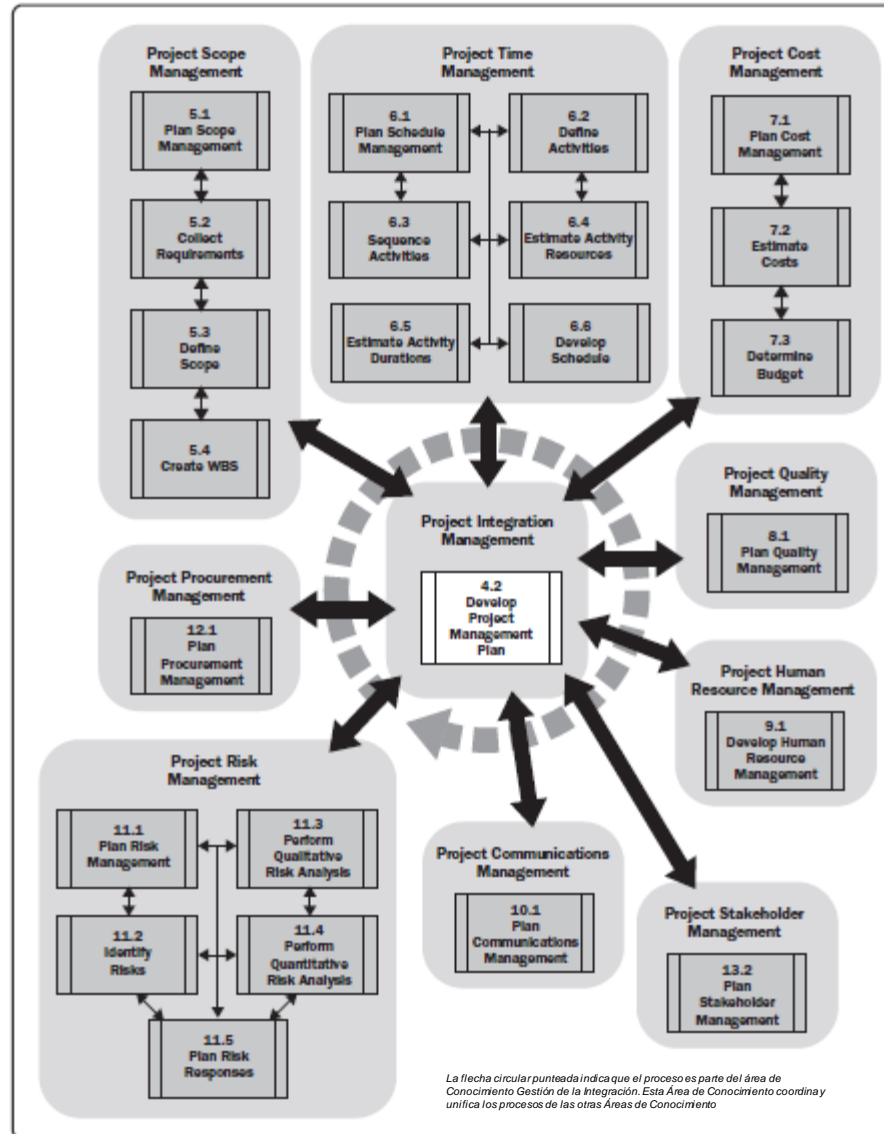 Project Scope
Management
5.1
Plan Scope
Management
5.2
Collect
Requirements
5.3
Define
Scope
5.4
Create WBS
Project Time
Management
6.1
Plan Schedule
Management
6.2
Define
Activities
6.3
Sequence
Activities
6.4
Estimate Activity
Resources
6.5
Estimate Activity
Durations
6.6
Develop
Schedule
Project Cost
Management
7.1
Plan Cost
Management
7.2
Estimate
Costs
7.3
Determine
Budget
Project Integration
Management
4.2
Develop
Project
Management
Plan
Project Quality
Management
8.1
Plan Quality
Management
Project Procurement
Management
12.1
Plan
Procurement
Management
Project Human
Resource Management
9.1
Develop Human
Resource
Management
Project Risk
Management
11.1
Plan Risk
Management
11.3
Perform
Qualitative
Risk Analysis
11.2
Identify
Risks
11.4
Perform
Quantitative
Risk Analysis
11.5
Plan Risk
Responses
Project Communications
Management
10.1
Plan
Communications
Management
Project Stakeholder
Management
13.2
Plan
Stakeholder
Management
La flecha circular punteada indica que el proceso es parte del área de
Conocimiento Gestión de la Integración. Esta Área de Conocimiento coordina y
unifica los procesos de las otras Áreas de Conocimiento